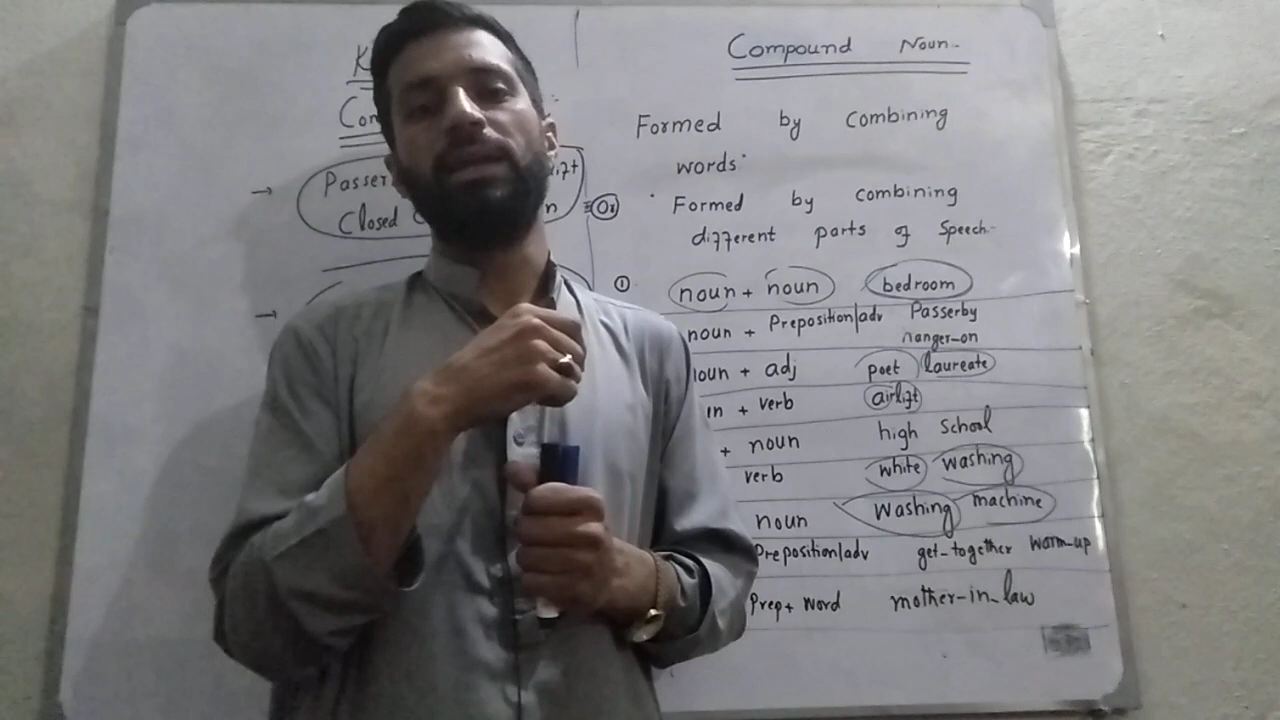 K
Con
Passer ift
Closed C n
Compound Noun
Formed by combining
words
≡ Or
Formed by combining
different parts of Speech
① noun + noun bedroom
noun + Preposition/adv Passerby
hanger-on
noun + adj poet laureate
n + verb airlift
+ noun high School
verb white washing
noun Washing machine
Preposition/adv get-together warm-up
Prep + word mother-in-law